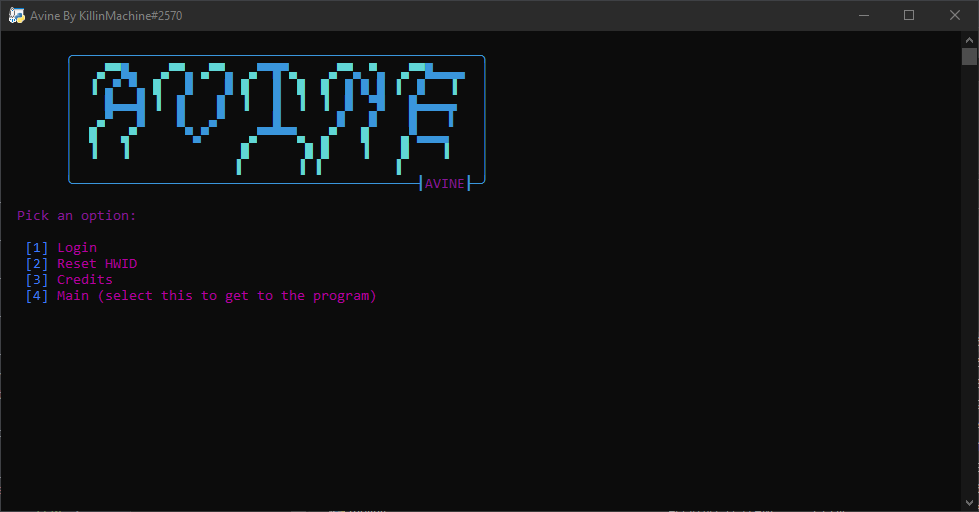 Avine By KillinMachine#2570
AVINE
AVINE
Pick an option:
[1] Login
[2] Reset HWID
[3] Credits
[4] Main (select this to get to the program)